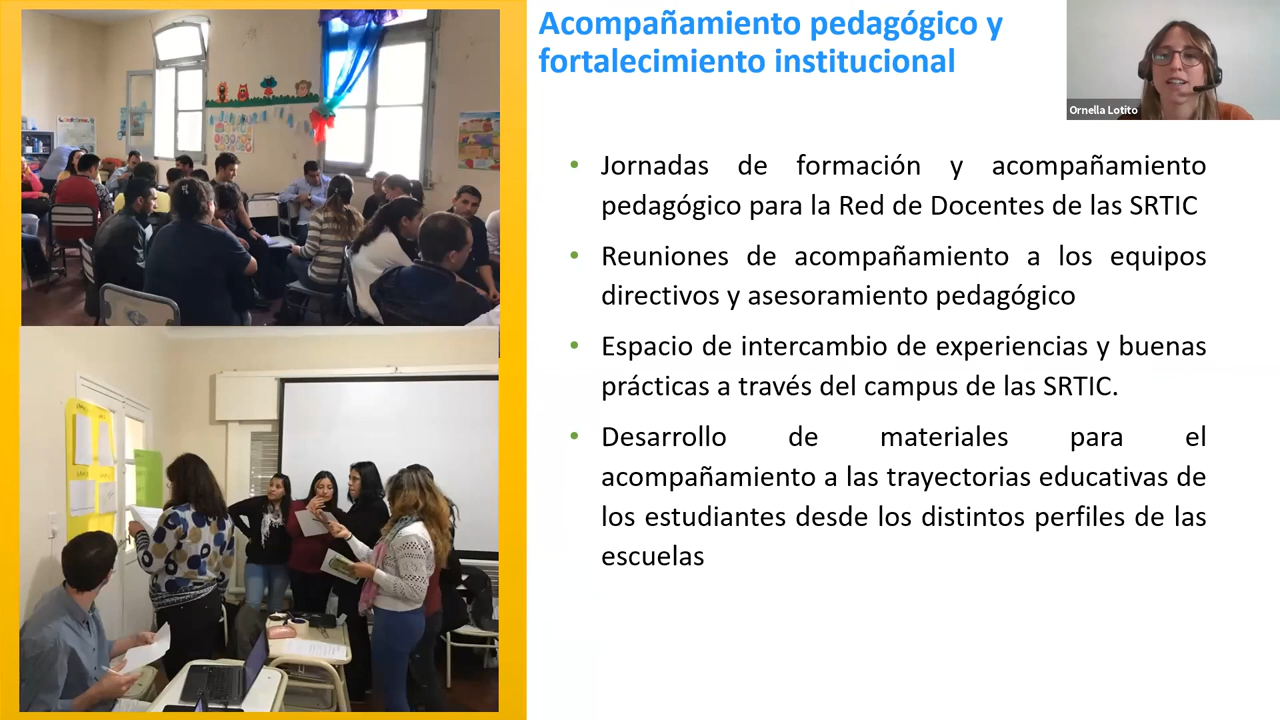 Acompañamiento pedagógico y
fortalecimiento institucional
Ornella Lotito
• Jornadas de formación y acompañamiento
pedagógico para la Red de Docentes de las SRTIC
• Reuniones de acompañamiento a los equipos
directivos y asesoramiento pedagógico
• Espacio de intercambio de experiencias y buenas
prácticas a través del campus de las SRTIC.
• Desarrollo de materiales para el
acompañamiento a las trayectorias educativas de
los estudiantes desde los distintos perfiles de las
escuelas